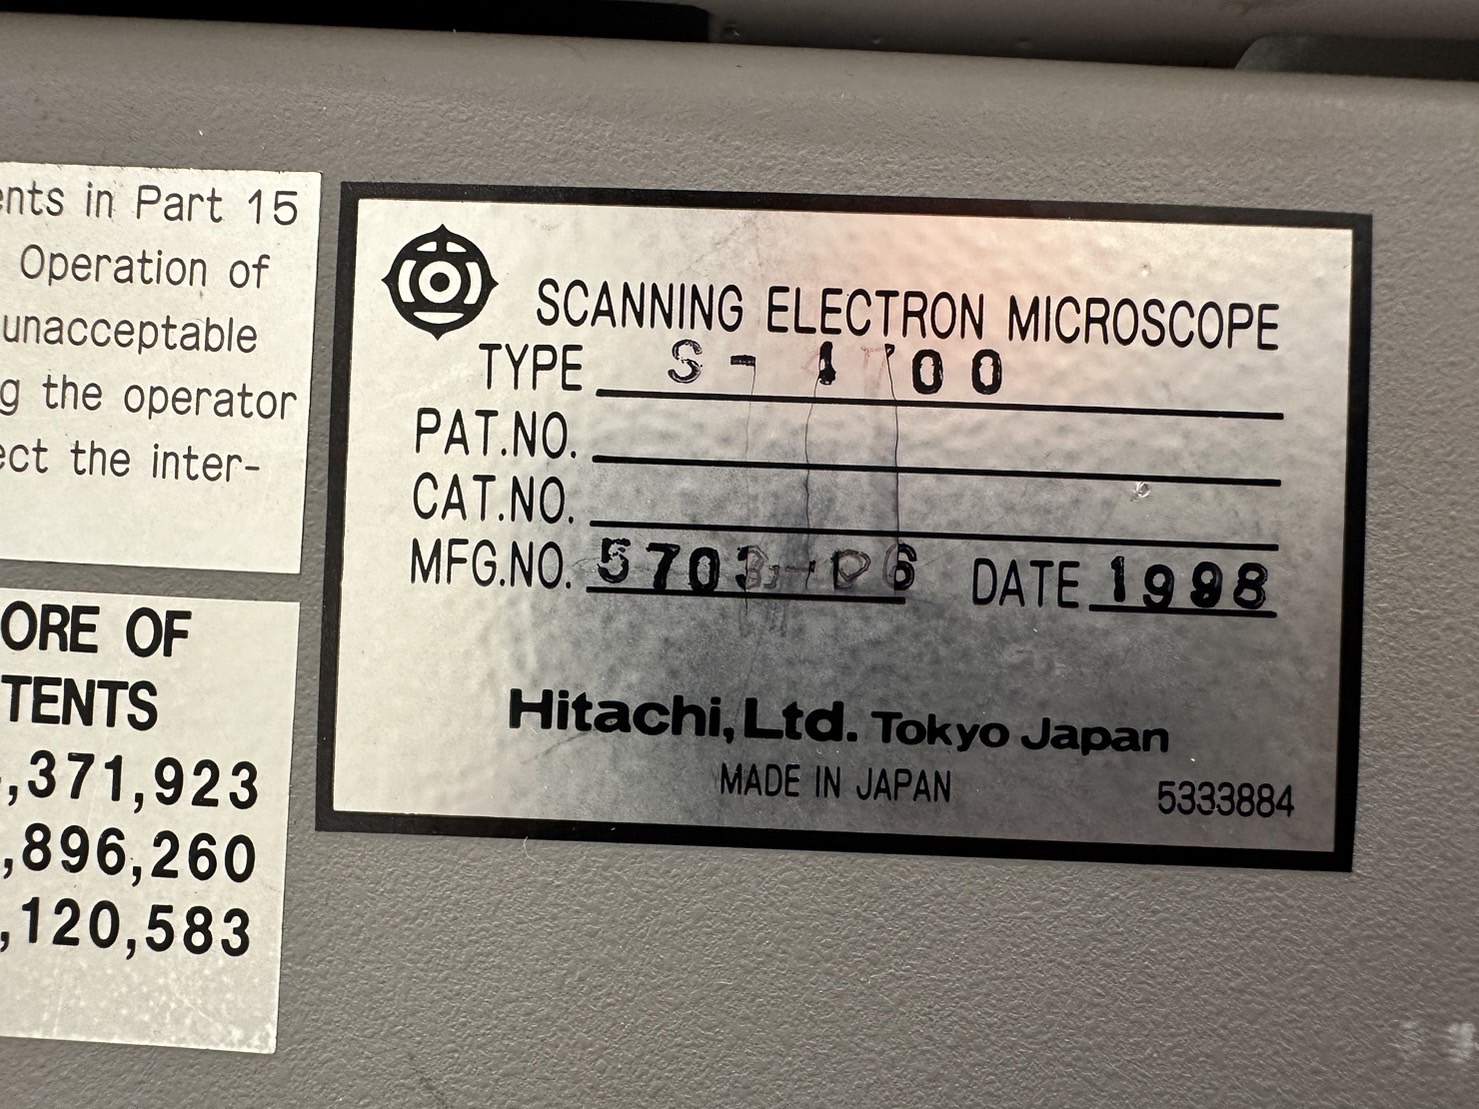 ents in Part 15
Operation of
unacceptable
g the operator
ect the inter-
ORE OF
TENTS
,371,923
,896,260
,120,583
SCANNING ELECTRON MICROSCOPE
TYPE S-4700
PAT.NO.
CAT.NO.
MFG.NO. 5703-06 DATE 1998
Hitachi, Ltd. Tokyo Japan
MADE IN JAPAN 5333884